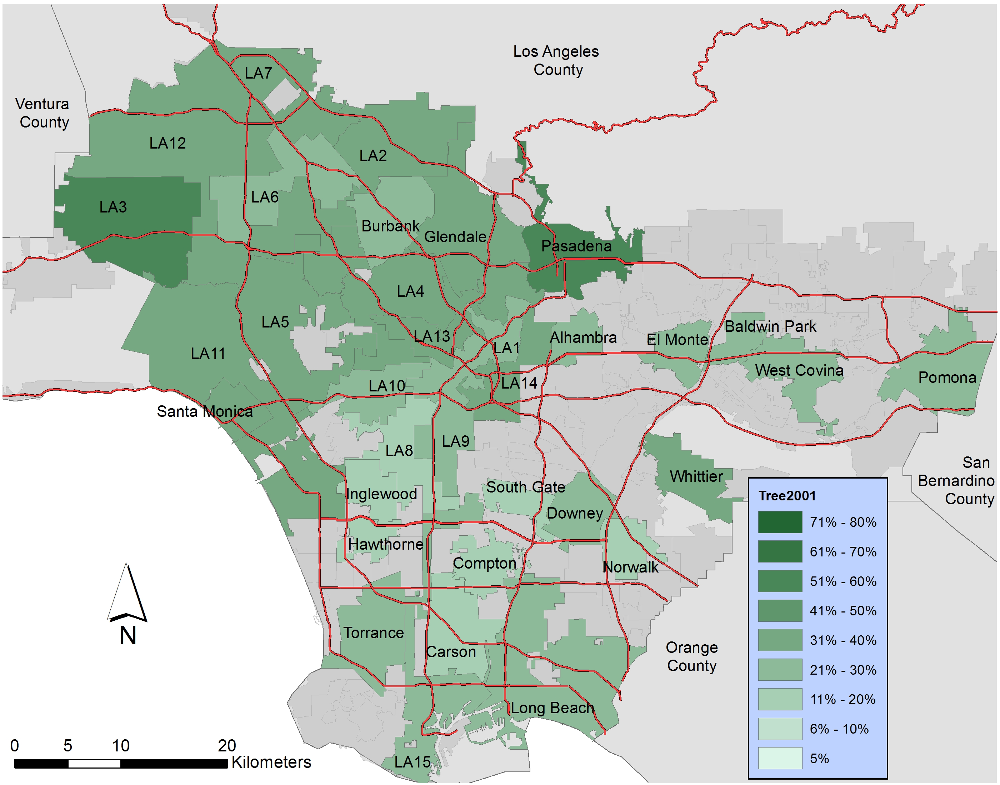 Los Angeles
County
LA7
Ventura
County
LA12
LA2
LA6
LA3
Burbank
Glendale
Pasadena
LA4
LA5
LA13
Baldwin Park
Alhambra
El Monte
LA1
LA11
West Covina
Pomona
LA10
LA14
Santa Monica
LA9
LA8
San
Bernardino
County
Whittier
South Gate
Inglewood
Downey
Hawthorne
Compton
Norwalk
Torrance
Carson
Orange
County
Long Beach
LA15
N
0 5 10 20
Kilometers
Tree2001
71% - 80%
61% - 70%
51% - 60%
41% - 50%
31% - 40%
21% - 30%
11% - 20%
6% - 10%
5%